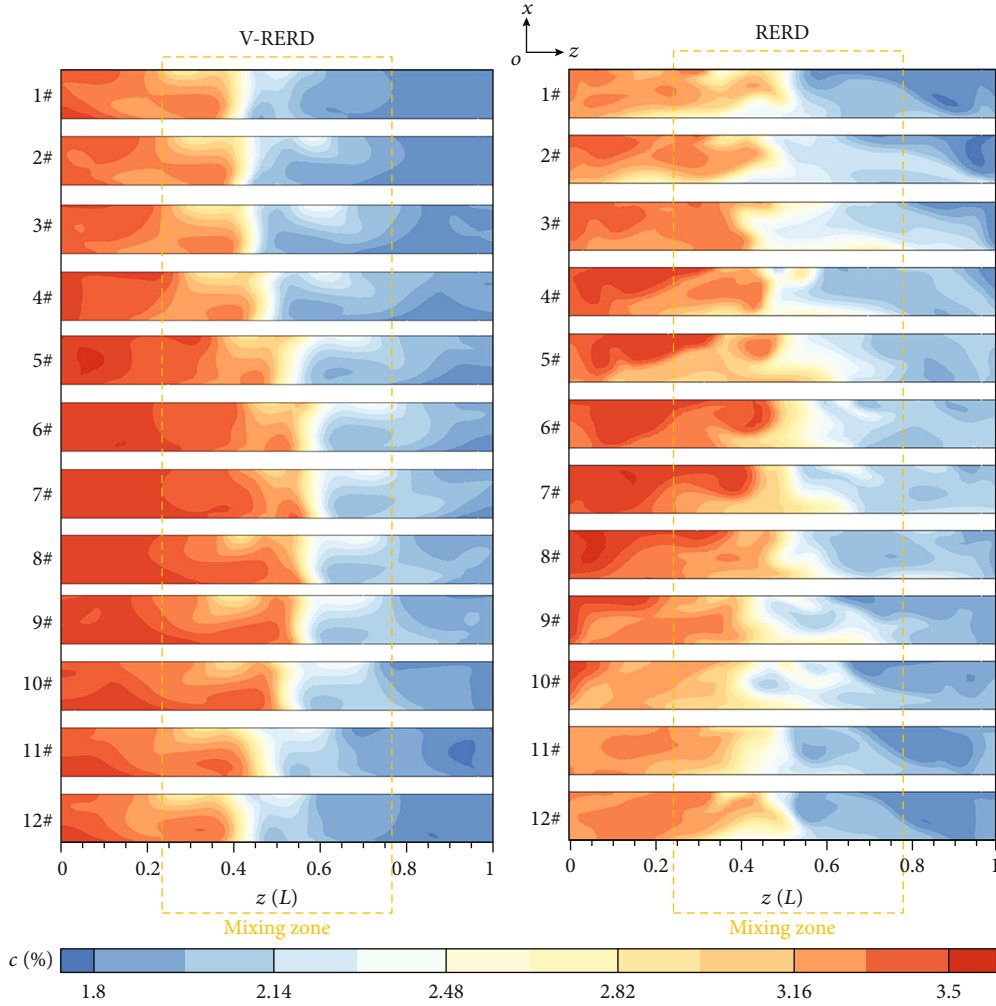 x
o
z
V-RERD
RERD
1#
2#
3#
4#
5#
6#
7#
8#
9#
10#
11#
12#
1#
2#
3#
4#
5#
6#
7#
8#
9#
10#
11#
12#
0 0.2 0.4 0.6 0.8 1
z (L)
Mixing zone
0 0.2 0.4 0.6 0.8 1
z (L)
Mixing zone
c (%)
1.8 2.14 2.48 2.82 3.16 3.5